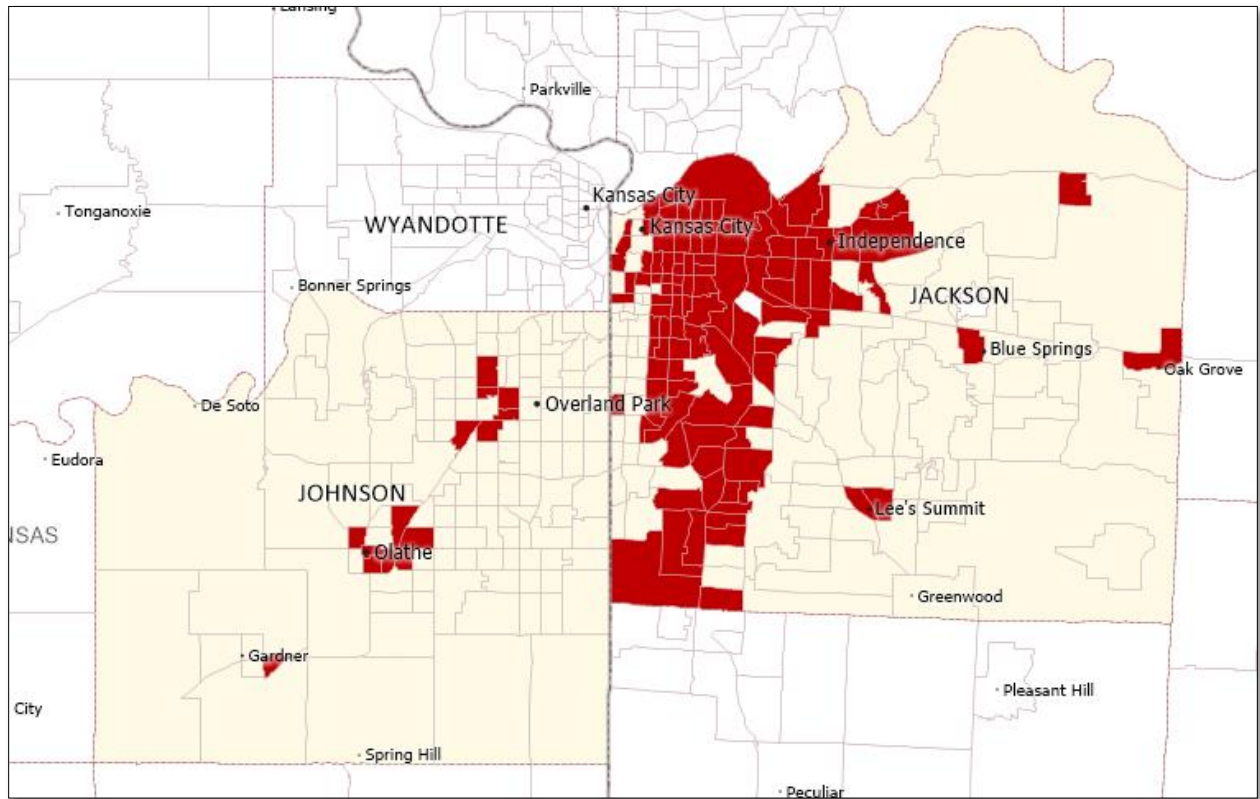 Lansing
Parkville
Kansas City
Tonganoxie
WYANDOTTE
Kansas City
Independence
Bonner Springs
JACKSON
Blue Springs
Oak Grove
De Soto
Overland Park
Eudora
JOHNSON
Lee's Summit
NSAS
Olathe
Greenwood
Gardner
Pleasant Hill
City
Spring Hill
Peculiar